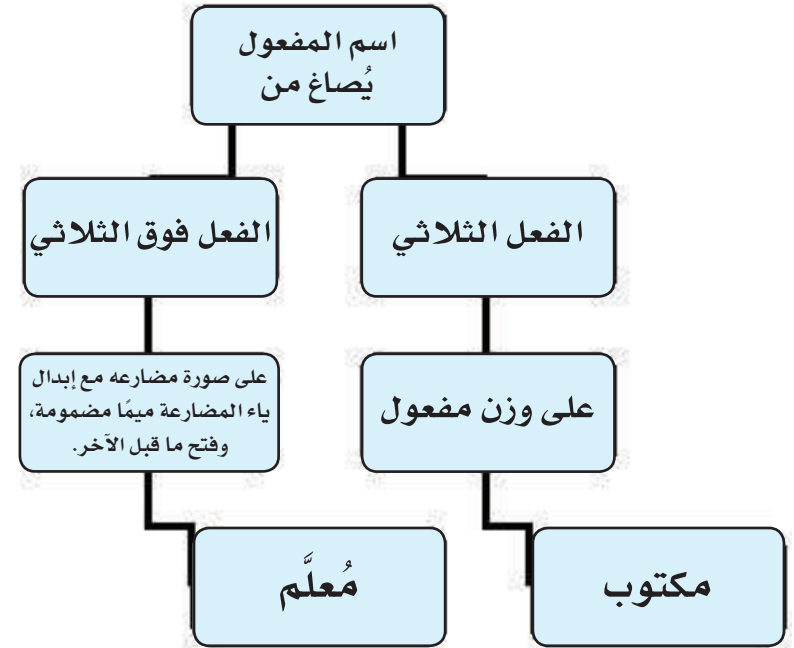 اسم المفعول
يُصاغ من
الفعل الثلاثي
الفعل فوق الثلاثي
على وزن مفعول
على صورة مضارعه مع إبدال
ياء المضارعة ميمًا مضمومة،
وفتح ما قبل الآخر.
مكتوب
مُعلَّم